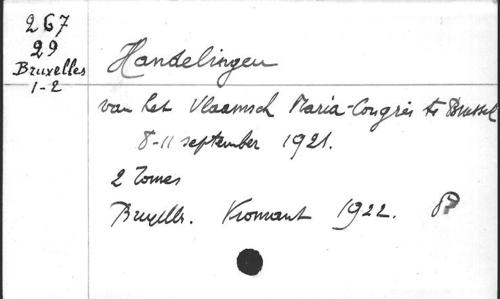 267
29
Bruxelles
1-2
Handelingen
van het Vlaamsch Maria-Congres te Brussel
8-11 september 1921.
2 Tomes
Bruxelles. Kromant 1922. 8°